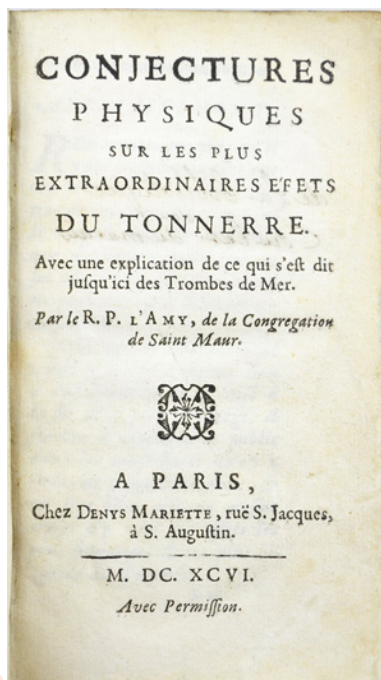 CONJECTURES
PHYSIQUES
SUR LES PLUS
EXTRAORDINAIRES EFETS
DU TONNERRE.
Avec une explication de ce qui s'eſt dit
juſqu'ici des Trombes de Mer.
Par le R. P. L'AMY, de la Congregation
de Saint Maur.
A PARIS,
Chez DENYS MARIETTE, ruë S. Jacques,
à S. Auguſtin.
M. DC. XCVI.
Avec Permiſſion.